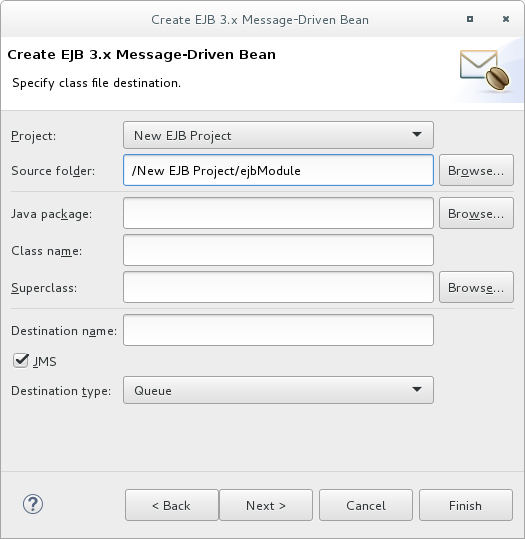 Create EJB 3.x Message-Driven Bean
Create EJB 3.x Message-Driven Bean
Specify class file destination.
Project: New EJB Project
Source folder: /New EJB Project/ejbModule Browse...
Java package: Browse...
Class name:
Superclass: Browse...
Destination name:
JMS
Destination type: Queue
? < Back Next > Cancel Finish